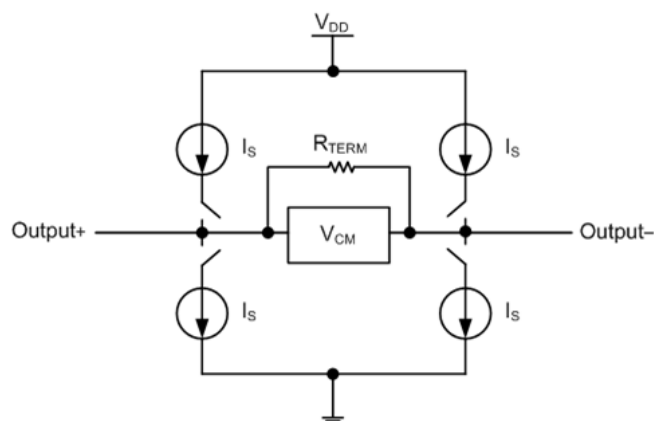 VDD
IS
RTERM
IS
Output+
VCM
Output–
IS
IS